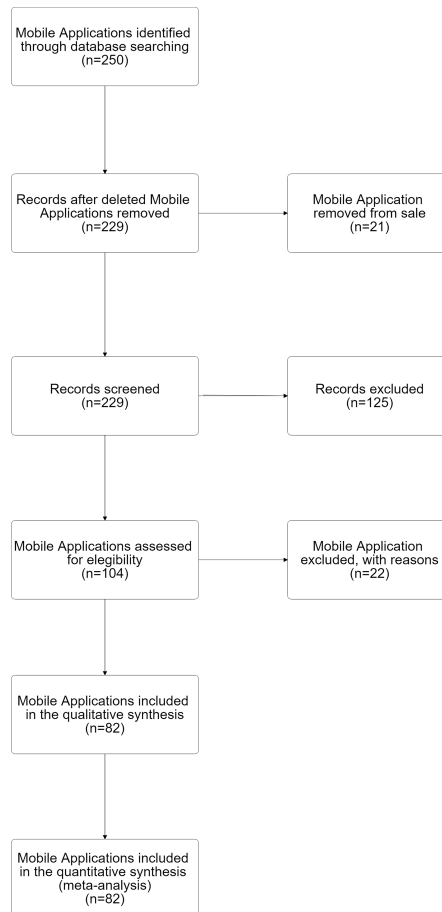 Mobile Applications identified
through database searching
(n=250)
Records after deleted Mobile
Applications removed
(n=229)
Mobile Application
removed from sale
(n=21)
Records screened
(n=229)
Records excluded
(n=125)
Mobile Applications assessed
for elegibility
(n=104)
Mobile Application
excluded, with reasons
(n=22)
Mobile Applications included
in the qualitative synthesis
(n=82)
Mobile Applications included
in the quantitative synthesis
(meta-analysis)
(n=82)